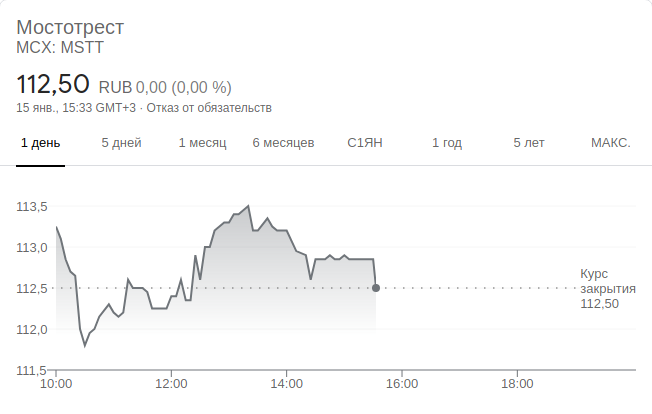 Мостотрест
MCX: MSTT
112,50 RUB 0,00 (0,00 %)
15 янв., 15:33 GMT+3 · Отказ от обязательств
1 день 5 дней 1 месяц 6 месяцев С1ЯН 1 год 5 лет МАКС.
113,5
113,0
112,5
112,0
111,5
Курс
закрытия
112,50
10:00 12:00 14:00 16:00 18:00